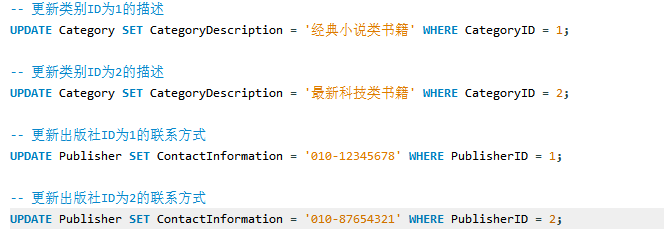 -- 更新类别ID为1的描述
UPDATE Category SET CategoryDescription = '经典小说类书籍' WHERE CategoryID = 1;
-- 更新类别ID为2的描述
UPDATE Category SET CategoryDescription = '最新科技类书籍' WHERE CategoryID = 2;
-- 更新出版社ID为1的联系方式
UPDATE Publisher SET ContactInformation = '010-12345678' WHERE PublisherID = 1;
-- 更新出版社ID为2的联系方式
UPDATE Publisher SET ContactInformation = '010-87654321' WHERE PublisherID = 2;